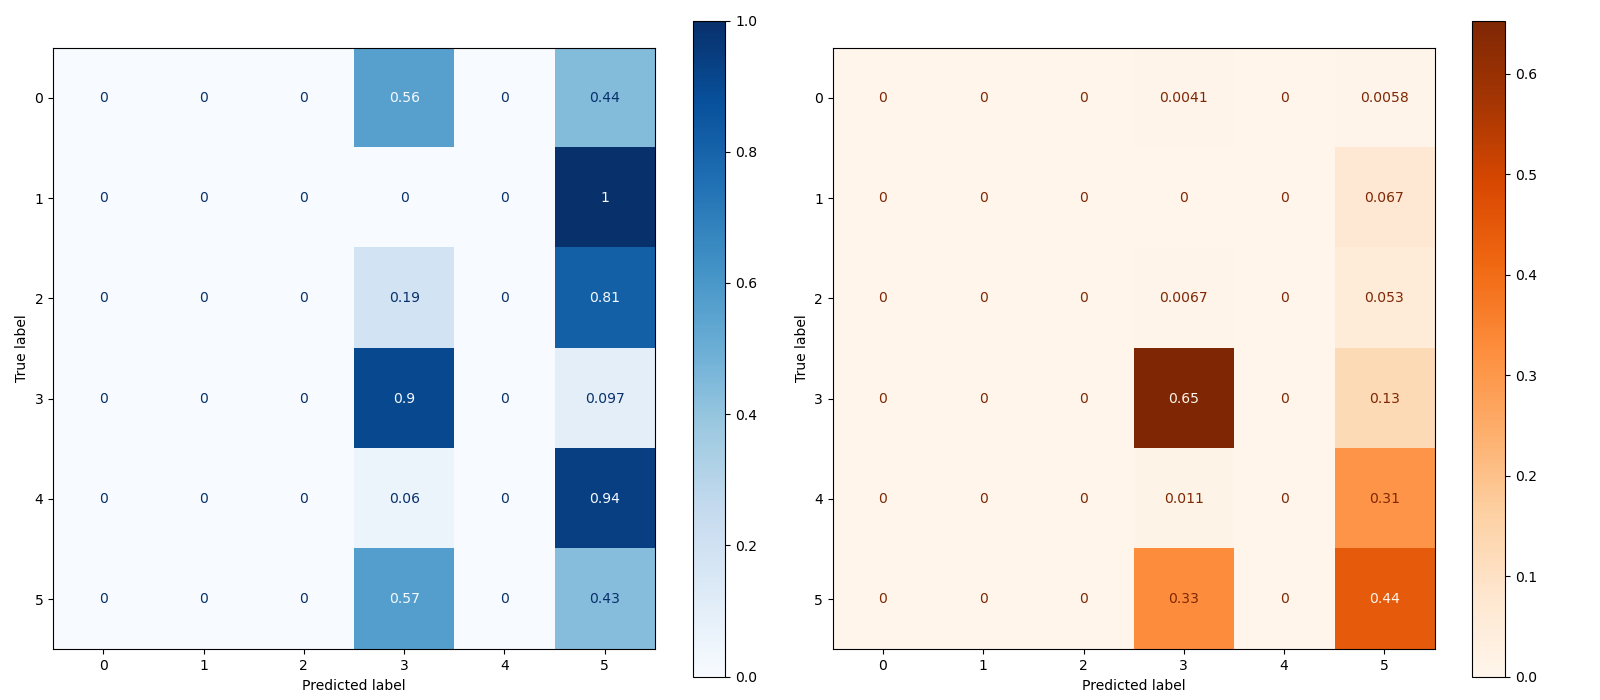 0 0 0 0 0.56 0 0.44
1 0 0 0 0 0 1
2 0 0 0 0.19 0 0.81
3 0 0 0 0.9 0 0.097
4 0 0 0 0.06 0 0.94
5 0 0 0 0.57 0 0.43
0 1 2 3 4 5
True label
Predicted label
1.0
0.8
0.6
0.4
0.2
0.0
0 0 0 0 0.0041 0 0.0058
1 0 0 0 0 0 0.067
2 0 0 0 0.0067 0 0.053
3 0 0 0 0.65 0 0.13
4 0 0 0 0.011 0 0.31
5 0 0 0 0.33 0 0.44
0 1 2 3 4 5
True label
Predicted label
0.6
0.5
0.4
0.3
0.2
0.1
0.0